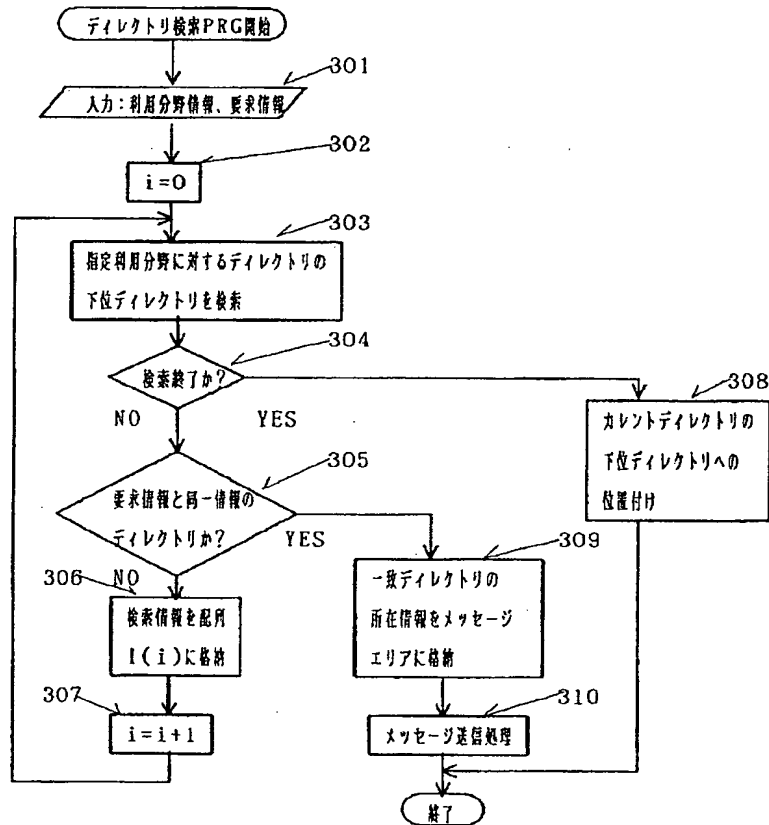 ディレクトリ検索PRG開始
301
入力：利用分野情報、要求情報
302
i=0
303
指定利用分野に対するディレクトリの
下位ディレクトリを検索
304
検索終了か?
NO
YES
308
カレントディレクトリの
下位ディレクトリへの
位置付け
305
要求情報と同一情報の
ディレクトリか?
YES
NO
309
一致ディレクトリの
所在情報をメッセージ
エリアに格納
306
検索情報を配列
I(i)に格納
307
i=i+1
310
メッセージ送信処理
終了